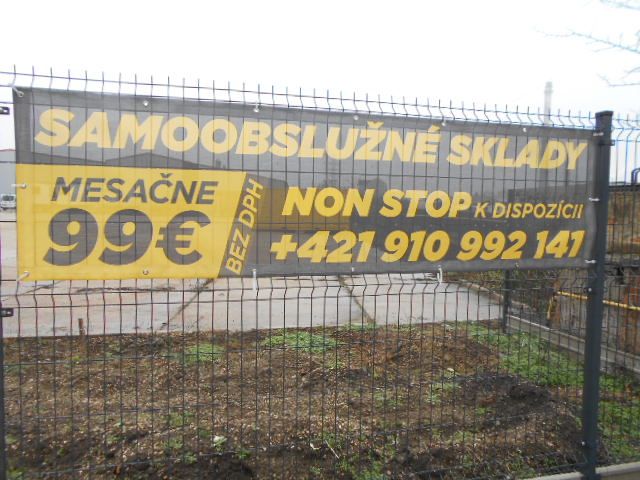 SAMOOBSLUŽNÉ SKLADY
MESAČNE
99€
BEZ DPH
NON STOP K DISPOZÍCII
+421 910 992 141